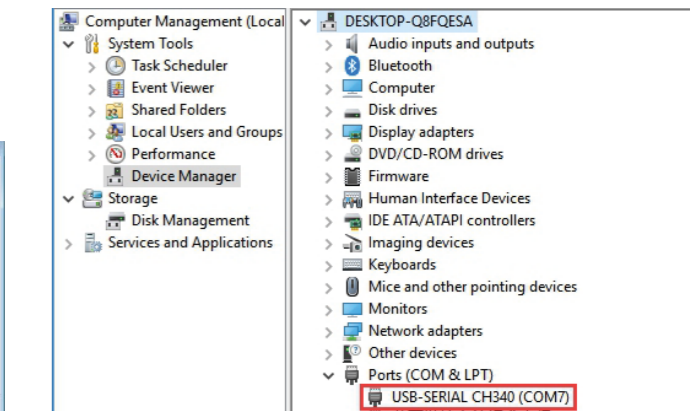 Computer Management (Local
System Tools
Task Scheduler
Event Viewer
Shared Folders
Local Users and Groups
Performance
Device Manager
Storage
Disk Management
Services and Applications
DESKTOP-Q8FQESA
Audio inputs and outputs
Bluetooth
Computer
Disk drives
Display adapters
DVD/CD-ROM drives
Firmware
Human Interface Devices
IDE ATA/ATAPI controllers
Imaging devices
Keyboards
Mice and other pointing devices
Monitors
Network adapters
Other devices
Ports (COM & LPT)
USB-SERIAL CH340 (COM7)